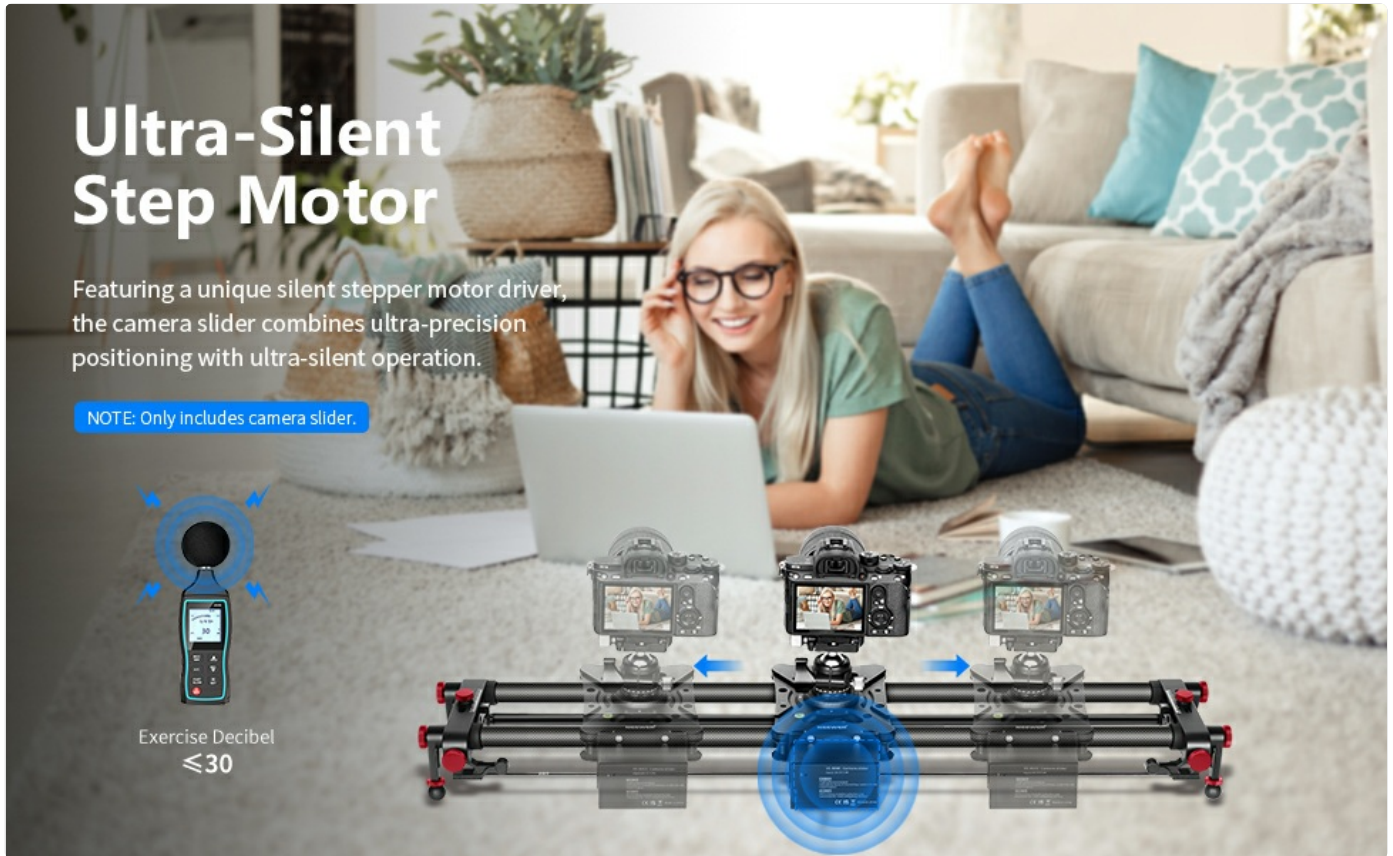 Ultra-Silent
Step Motor
Featuring a unique silent stepper motor driver,
the camera slider combines ultra-precision
positioning with ultra-silent operation.
NOTE: Only includes camera slider.
30
Exercise Decibel
≤30